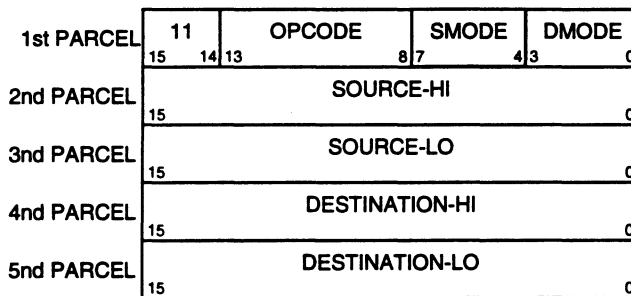 1st PARCEL 11 OPCODE SMODE DMODE
15 14 13 8 7 4 3 0
2nd PARCEL SOURCE-HI
15 0
3nd PARCEL SOURCE-LO
15 0
4nd PARCEL DESTINATION-HI
15 0
5nd PARCEL DESTINATION-LO
15 0